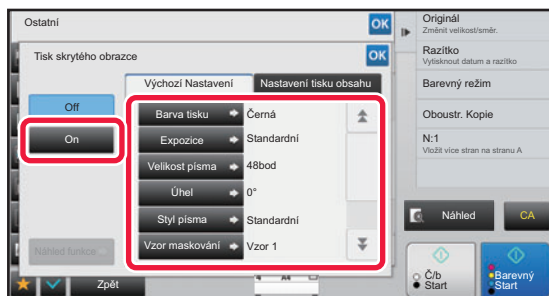 Ostatní
OK
Tisk skrytého obrazce
OK
Výchozí Nastavení
Nastavení tisku obsahu
Off
On
Barva tisku
Černá
Expozice
Standardní
Velikost písma
48bod
Úhel
0°
Styl písma
Standardní
Vzor maskování
Vzor 1
Náhled funkce
Zpět
A4
Originál
Změnit velikost/směr.
Razítko
Vytisknout datum a razítko
Barevný režim
Oboustr. Kopie
N:1
Vložit více stran na stranu A
Náhled
CA
Č/b
Start
Barevný
Start